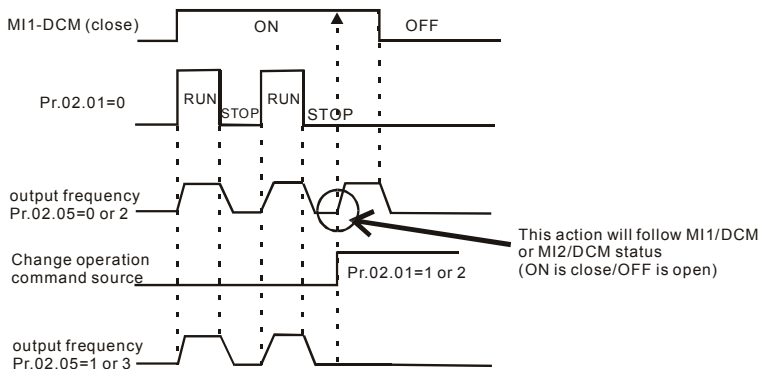 MI1-DCM (close)
ON
OFF
Pr.02.01=0
RUN
STOP
RUN
STOP
output frequency
Pr.02.05=0 or 2
This action will follow MI1/DCM
or MI2/DCM status
(ON is close/OFF is open)
Change operation
command source
Pr.02.01=1 or 2
output frequency
Pr.02.05=1 or 3